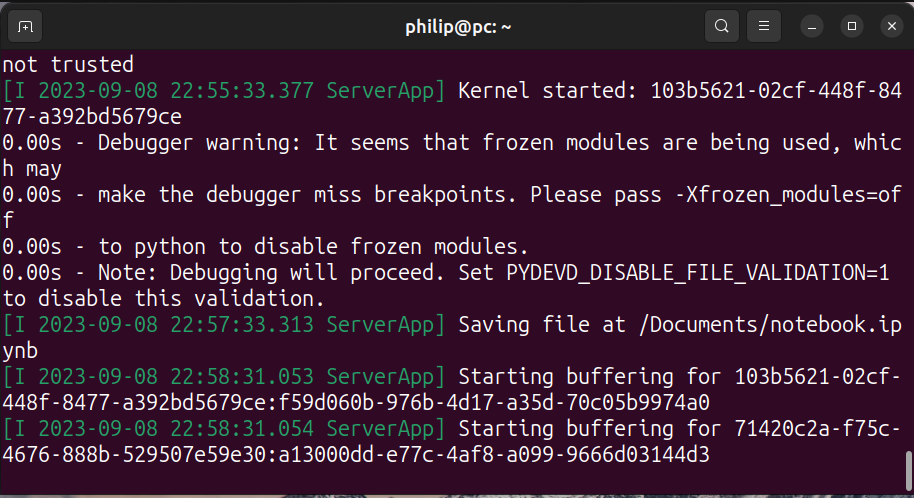 philip@pc: ~
not trusted
[I 2023-09-08 22:55:33.377 ServerApp] Kernel started: 103b5621-02cf-448f-84
77-a392bd5679ce
0.00s - Debugger warning: It seems that frozen modules are being used, whic
h may
0.00s - make the debugger miss breakpoints. Please pass -Xfrozen_modules=of
f
0.00s - to python to disable frozen modules.
0.00s - Note: Debugging will proceed. Set PYDEVD_DISABLE_FILE_VALIDATION=1
to disable this validation.
[I 2023-09-08 22:57:33.313 ServerApp] Saving file at /Documents/notebook.ip
ynb
[I 2023-09-08 22:58:31.053 ServerApp] Starting buffering for 103b5621-02cf-
448f-8477-a392bd5679ce:f59d060b-976b-4d17-a35d-70c05b9974a0
[I 2023-09-08 22:58:31.054 ServerApp] Starting buffering for 71420c2a-f75c-
4676-888b-529507e59e30:a13000dd-e77c-4af8-a099-9666d03144d3